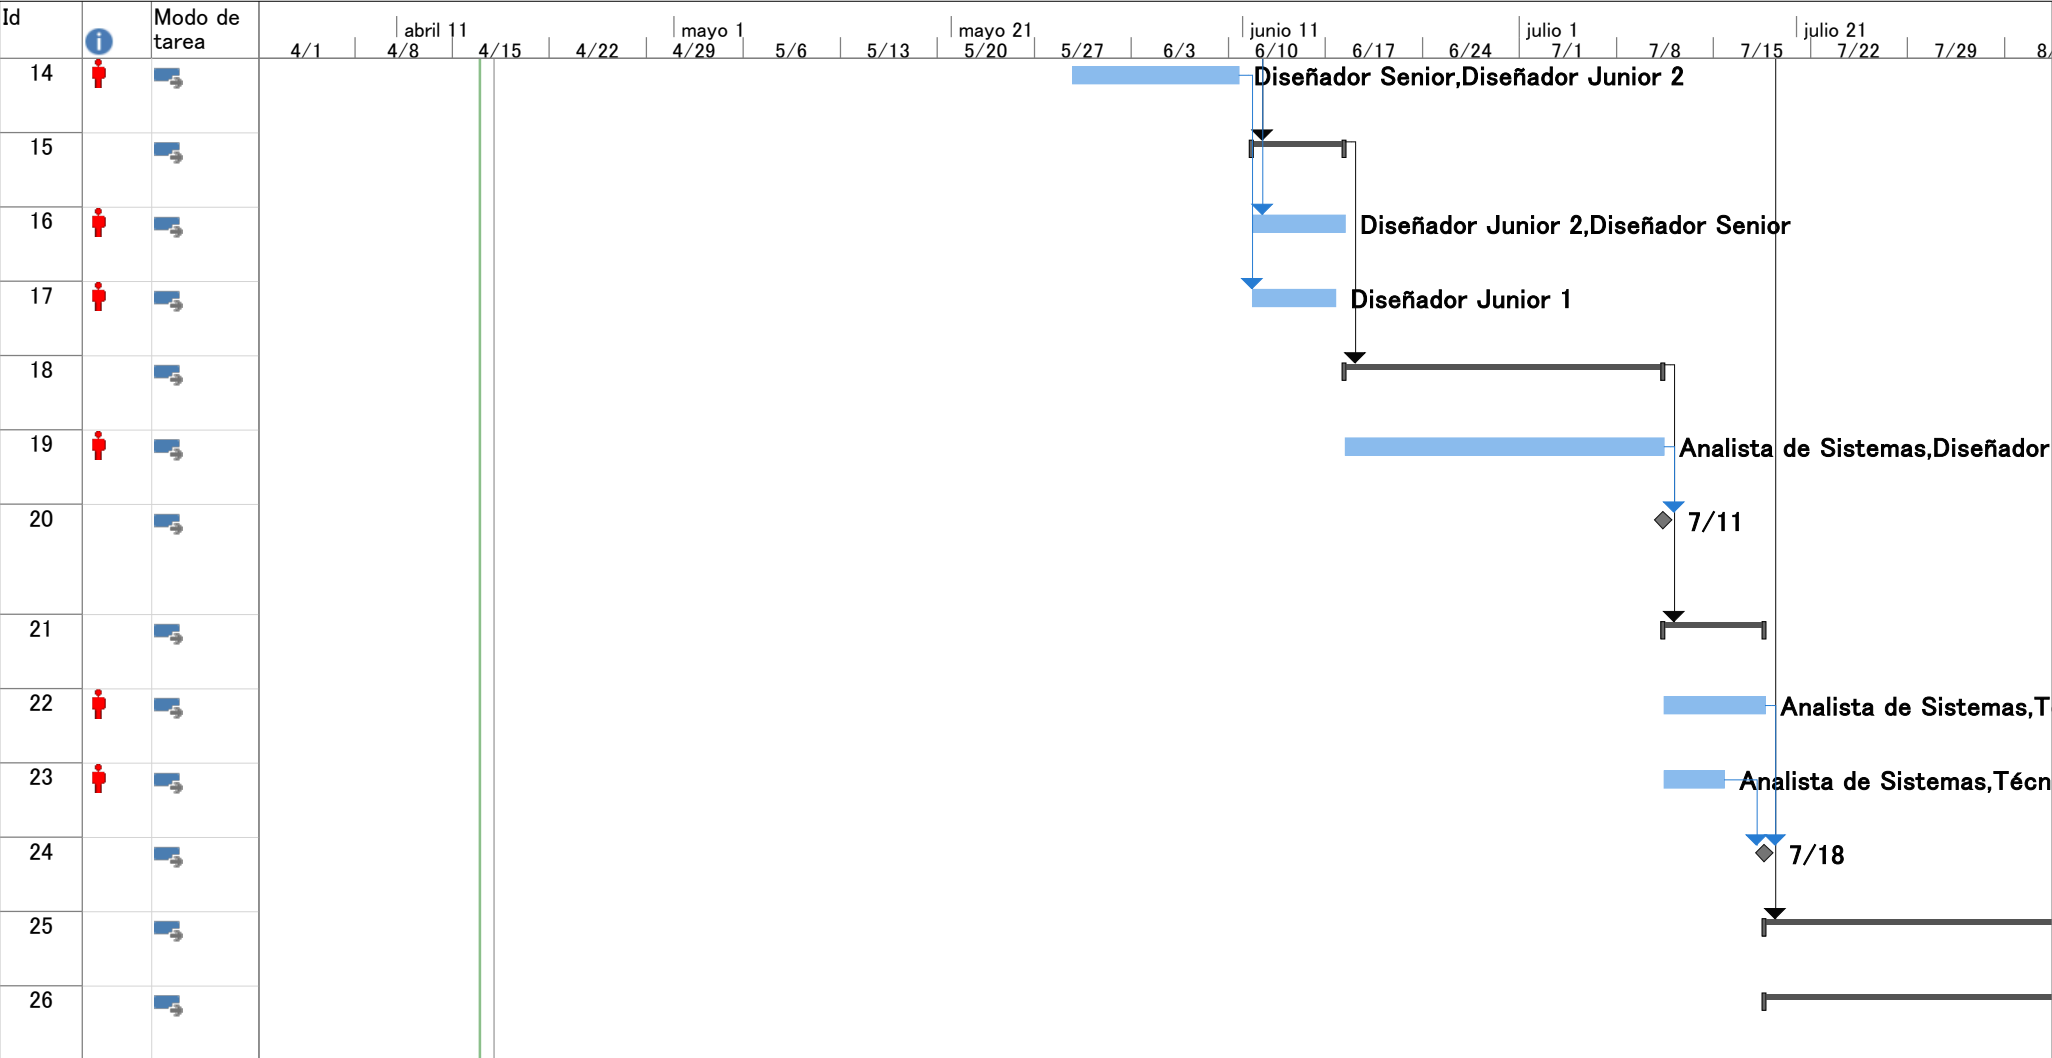 Id
Modo de
tarea
abril 11
mayo 1
mayo 21
junio 11
julio 1
julio 21
4/1 4/8 4/15 4/22 4/29 5/6 5/13 5/20 5/27 6/3 6/10 6/17 6/24 7/1 7/8 7/15 7/22 7/29 8/
14 Diseñador Senior,Diseñador Junior 2
15
16 Diseñador Junior 2,Diseñador Senior
17 Diseñador Junior 1
18
19 Analista de Sistemas,Diseñador
20 7/11
21
22 Analista de Sistemas,T
23 Analista de Sistemas,Técn
24 7/18
25
26